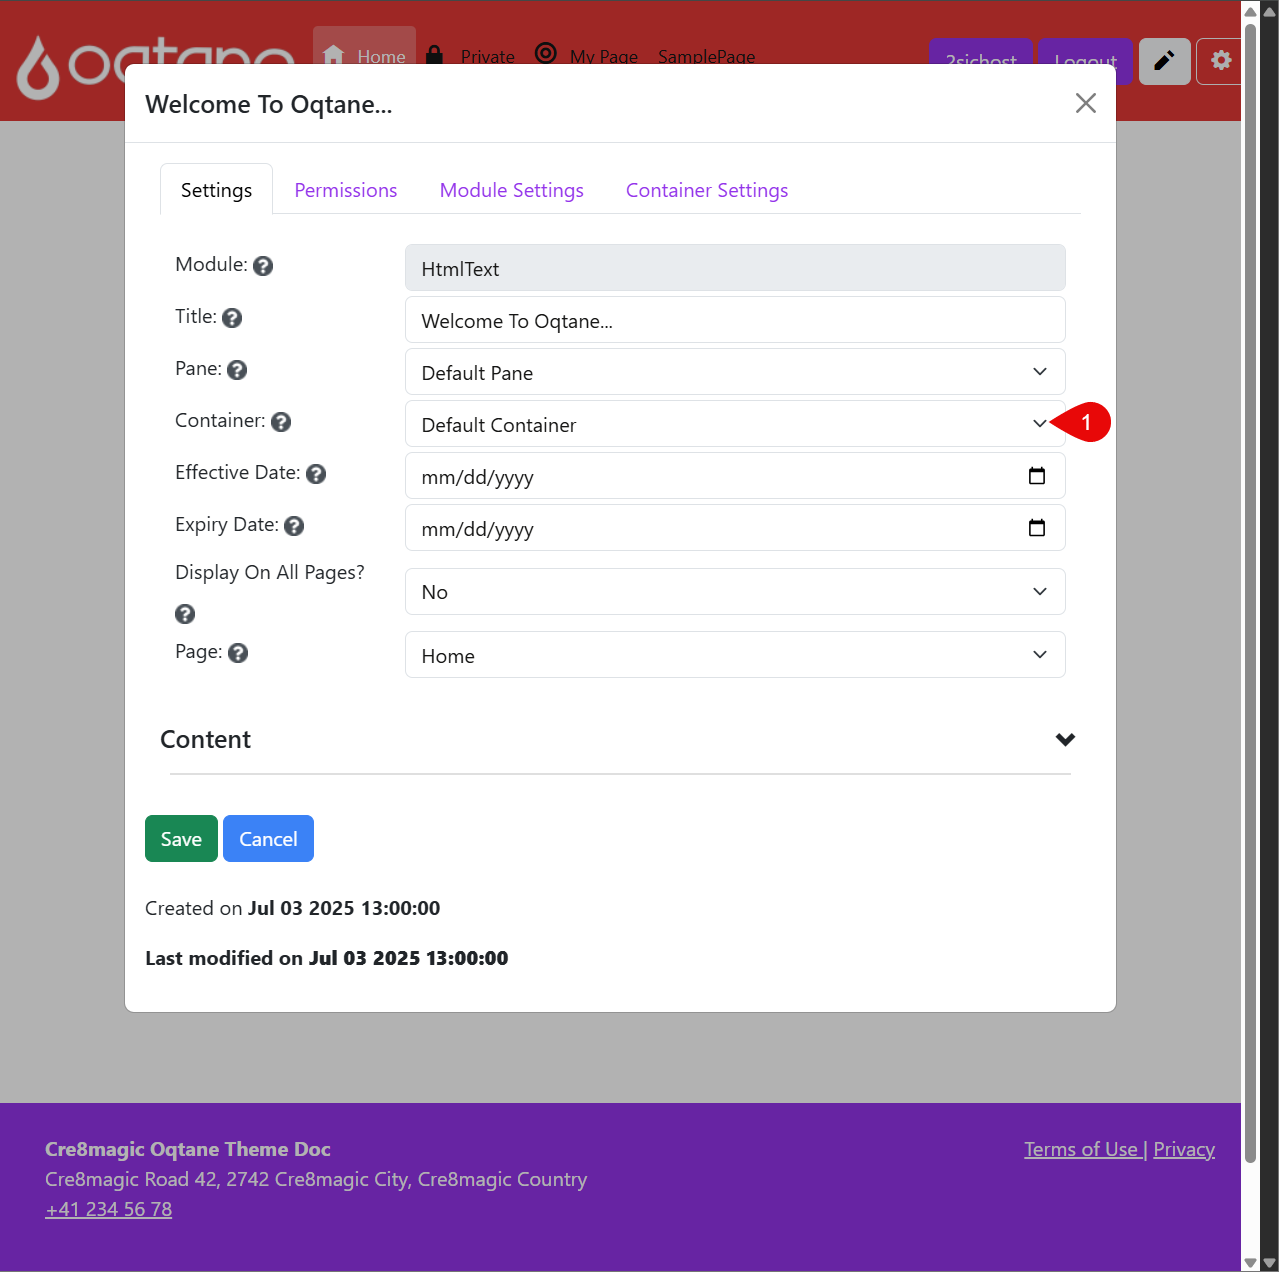 oqtane Home Private My Page SamplePage 2sichost Logout
Welcome To Oqtane...
Settings Permissions Module Settings Container Settings
Module: ? HtmlText
Title: ? Welcome To Oqtane...
Pane: ? Default Pane
Container: ? Default Container 1
Effective Date: ? mm/dd/yyyy
Expiry Date: ? mm/dd/yyyy
Display On All Pages? ? No
Page: ? Home
Content
Save Cancel
Created on Jul 03 2025 13:00:00
Last modified on Jul 03 2025 13:00:00
Cre8magic Oqtane Theme Doc
Cre8magic Road 42, 2742 Cre8magic City, Cre8magic Country
+41 234 56 78
Terms of Use | Privacy